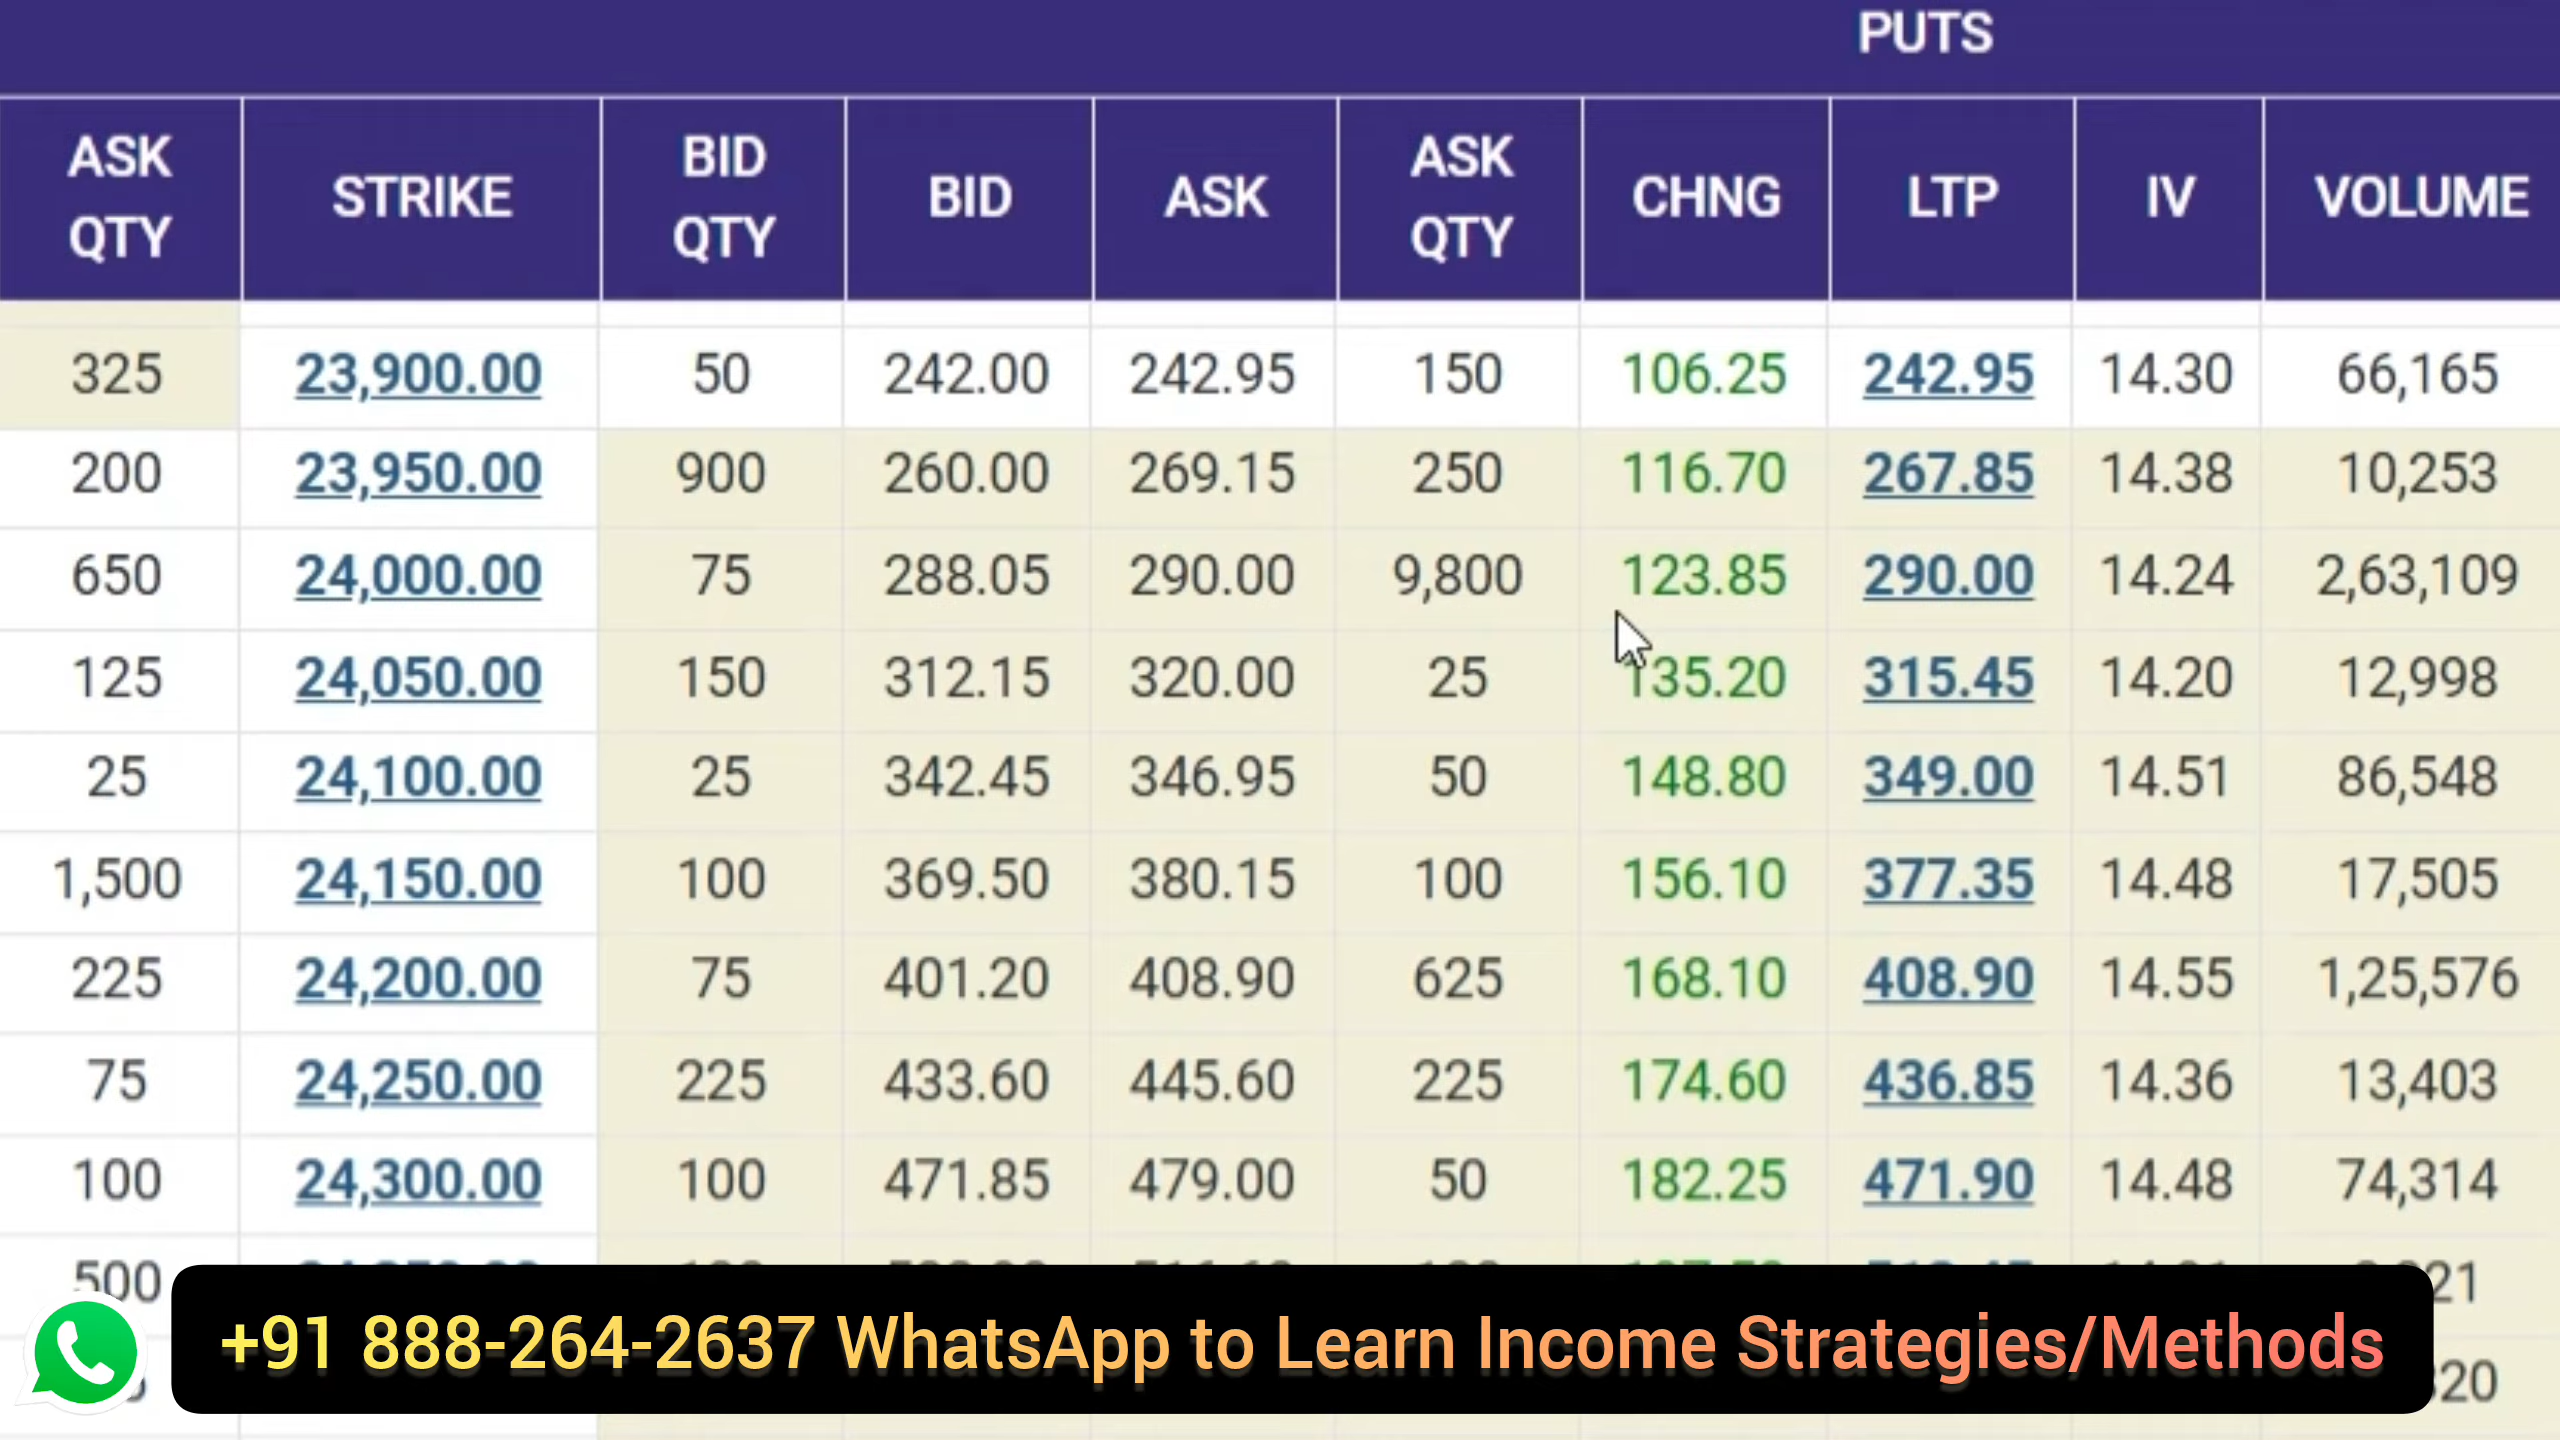 PUTS
ASK QTY STRIKE BID QTY BID ASK ASK QTY CHNG LTP IV VOLUME
325 23,900.00 50 242.00 242.95 150 106.25 242.95 14.30 66,165
200 23,950.00 900 260.00 269.15 250 116.70 267.85 14.38 10,253
650 24,000.00 75 288.05 290.00 9,800 123.85 290.00 14.24 2,63,109
125 24,050.00 150 312.15 320.00 25 135.20 315.45 14.20 12,998
25 24,100.00 25 342.45 346.95 50 148.80 349.00 14.51 86,548
1,500 24,150.00 100 369.50 380.15 100 156.10 377.35 14.48 17,505
225 24,200.00 75 401.20 408.90 625 168.10 408.90 14.55 1,25,576
75 24,250.00 225 433.60 445.60 225 174.60 436.85 14.36 13,403
100 24,300.00 100 471.85 479.00 50 182.25 471.90 14.48 74,314
500
+91 888-264-2637 WhatsApp to Learn Income Strategies/Methods